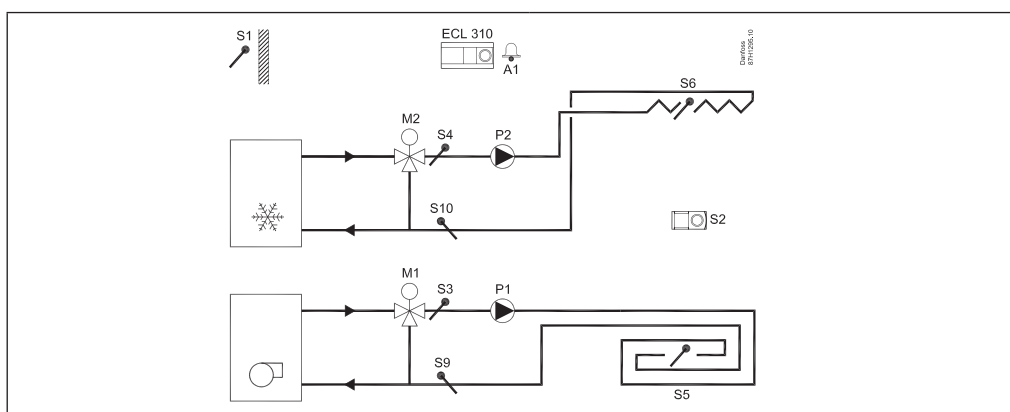 S1
ECL 310
A1
Danfoss
87H1295.10
S6
M2
S4
P2
S10
S2
M1
S3
P1
S9
S5